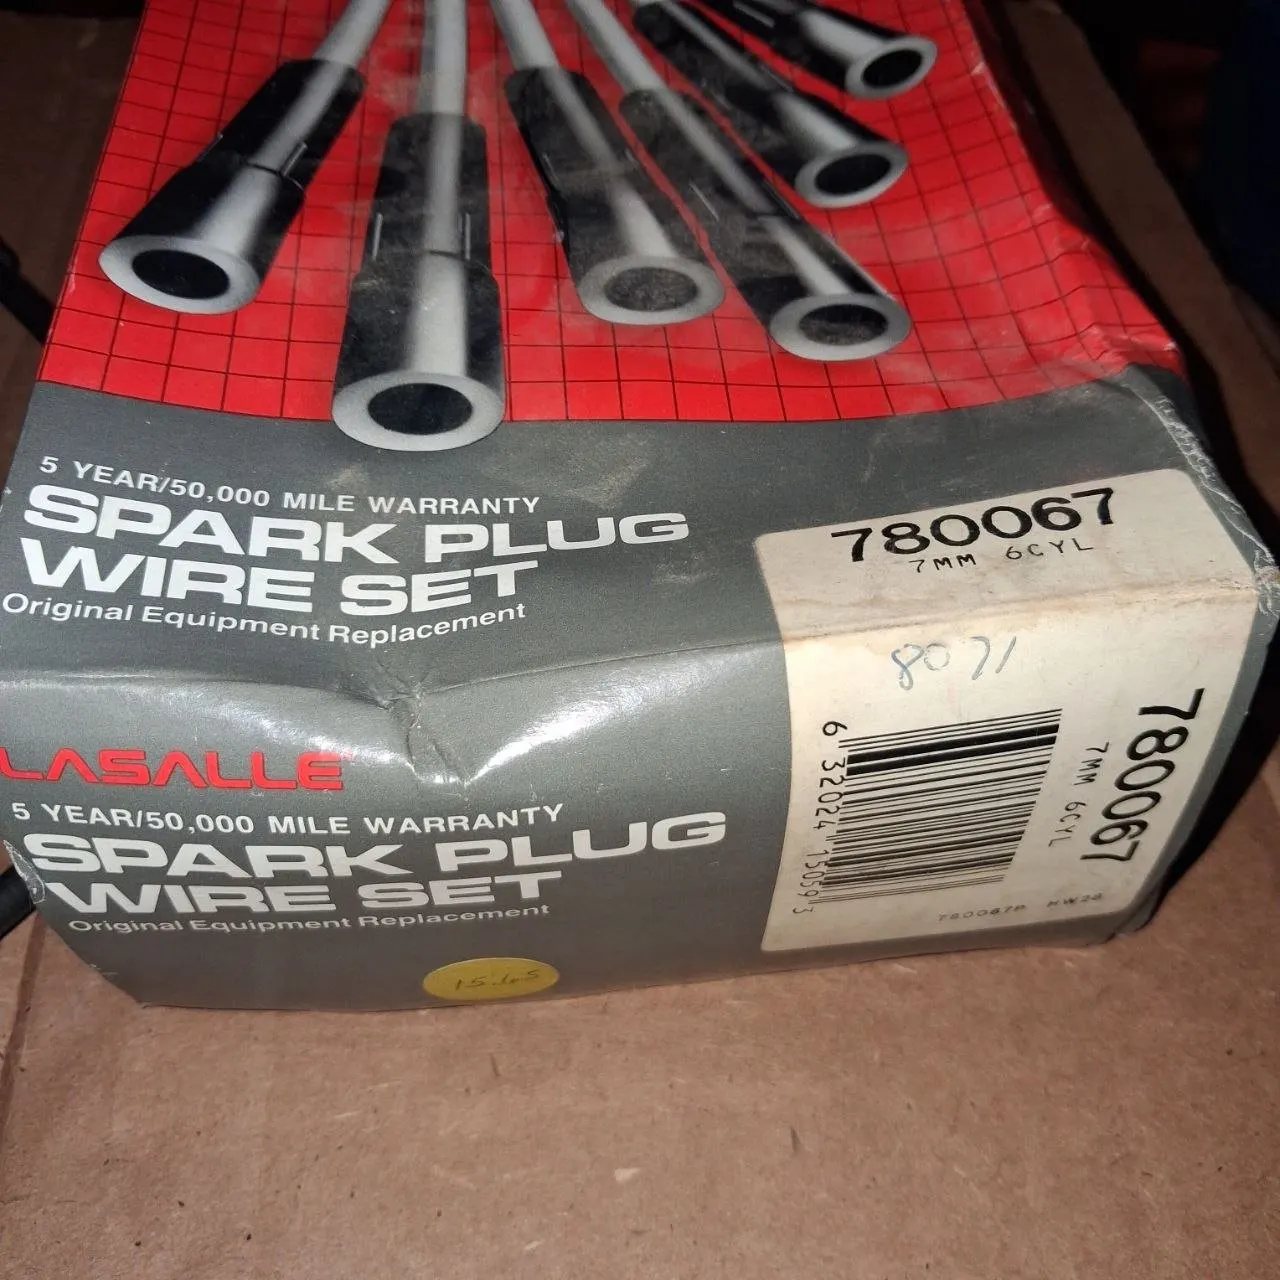 5 YEAR/50,000 MILE WARRANTY
SPARK PLUG
WIRE SET
Original Equipment Replacement
780067
7MM 6CYL
8071
LASALLE
5 YEAR/50,000 MILE WARRANTY
SPARK PLUG
WIRE SET
Original Equipment Replacement
6 32024 15059 3
780067
7MM 6CYL
780067P